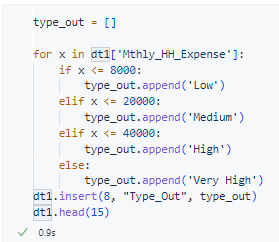 type_out = []
for x in dt1['Mthly_HH_Expense']:
    if x <= 8000:
        type_out.append('Low')
    elif x <= 20000:
        type_out.append('Medium')
    elif x <= 40000:
        type_out.append('High')
    else:
        type_out.append('Very High')
dt1.insert(8, "Type_Out", type_out)
dt1.head(15)
✓ 0.9s